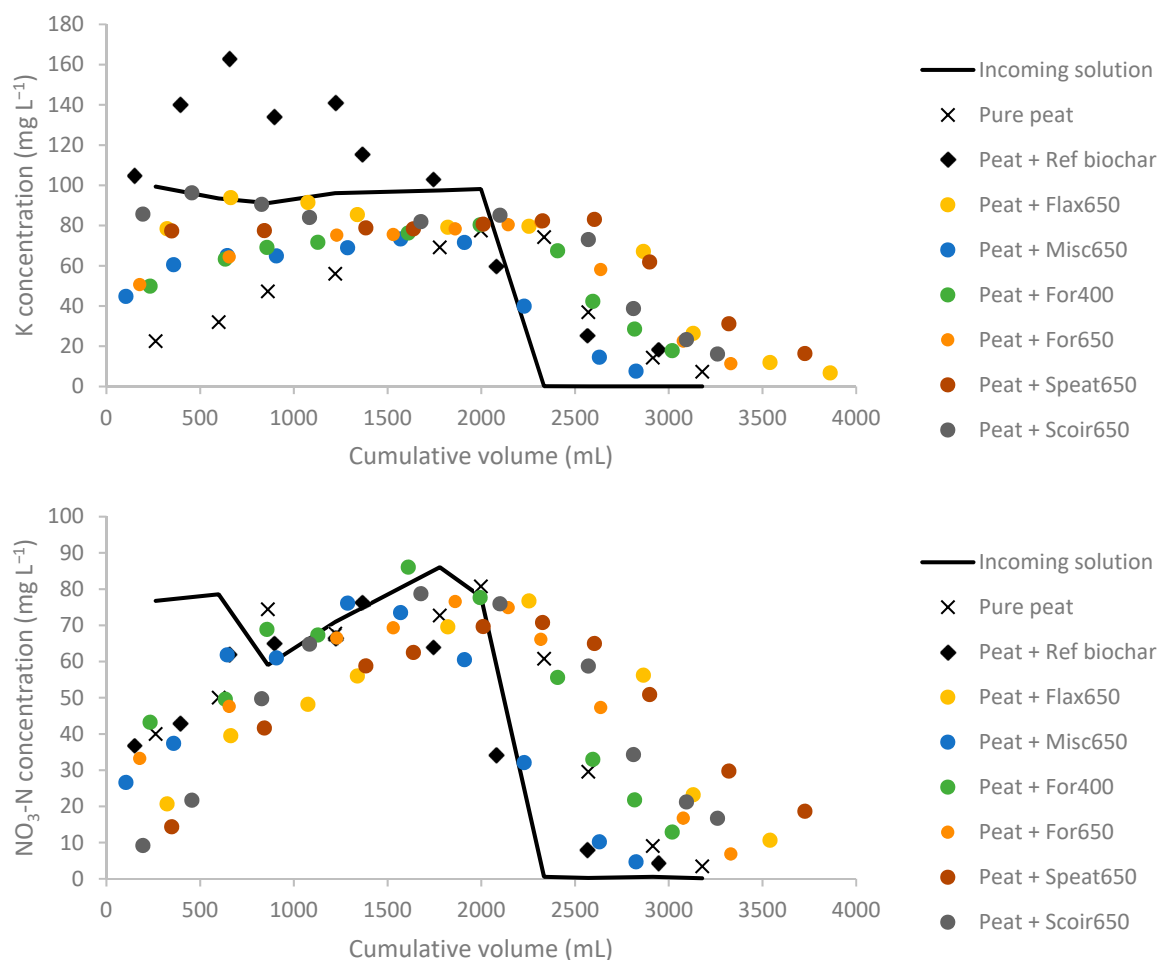 K concentration (mg L⁻¹)
180
160
140
120
100
80
60
40
20
0
0 500 1000 1500 2000 2500 3000 3500 4000
Cumulative volume (mL)
Incoming solution
Pure peat
Peat + Ref biochar
Peat + Flax650
Peat + Misc650
Peat + For400
Peat + For650
Peat + Speat650
Peat + Scoir650
NO₃-N concentration (mg L⁻¹)
100
90
80
70
60
50
40
30
20
10
0
0 500 1000 1500 2000 2500 3000 3500 4000
Cumulative volume (mL)
Incoming solution
Pure peat
Peat + Ref biochar
Peat + Flax650
Peat + Misc650
Peat + For400
Peat + For650
Peat + Speat650
Peat + Scoir650